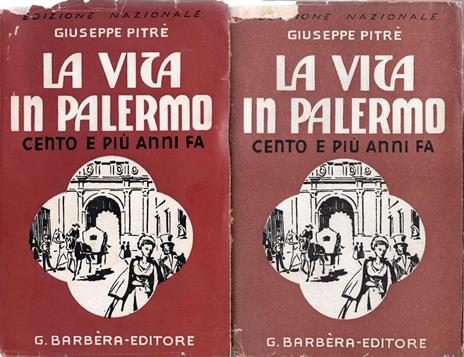 EDIZIONE NAZIONALE
GIUSEPPE PITRÈ
LA VITA
IN PALERMO
CENTO E PIÙ ANNI FA
G. BARBÈRA-EDITORE
EDIZIONE NAZIONALE
GIUSEPPE PITRÈ
LA VITA
IN PALERMO
CENTO E PIÙ ANNI FA
G. BARBÈRA-EDITORE